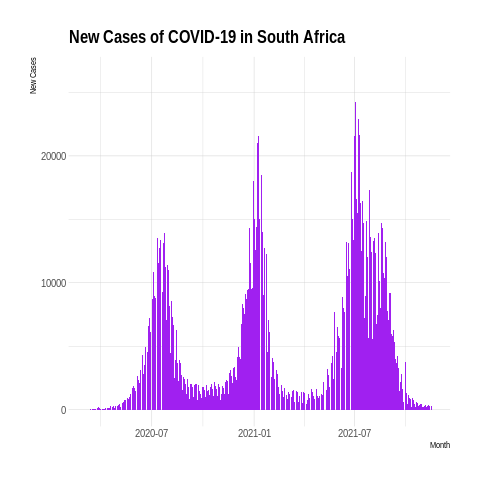 New Cases of COVID-19 in South Africa
New Cases
20000
10000
0
2020-07
2021-01
2021-07
Month